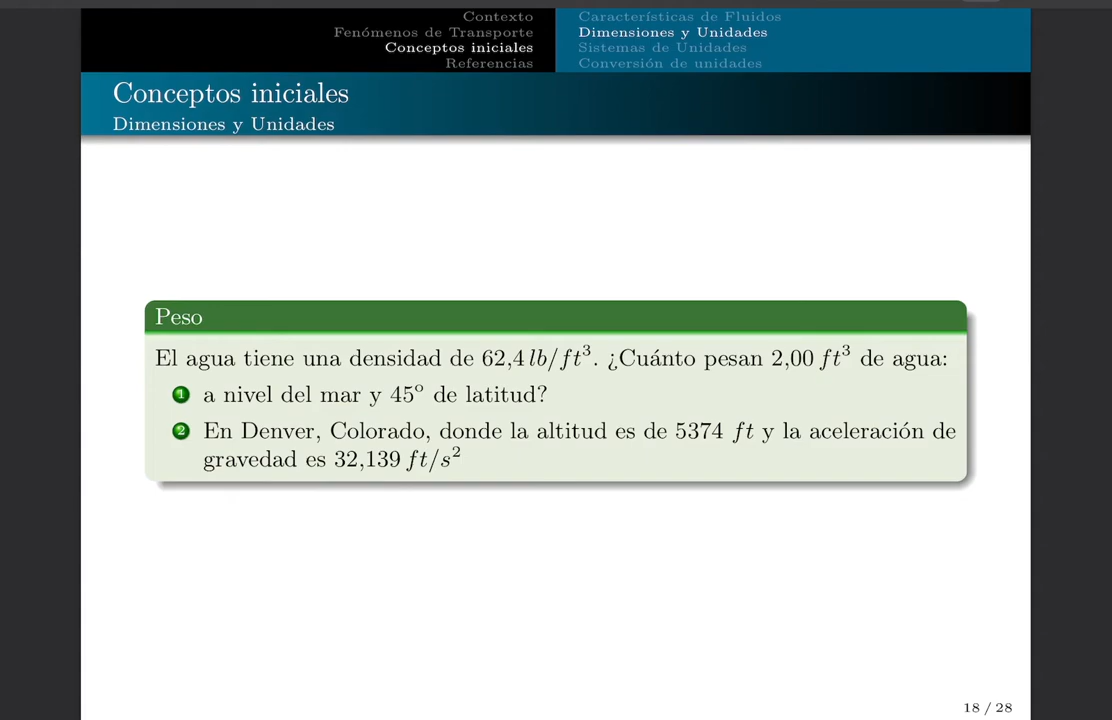 Contexto
Fenómenos de Transporte
Conceptos iniciales
Referencias
Características de Fluidos
Dimensiones y Unidades
Sistemas de Unidades
Conversión de unidades
Conceptos iniciales
Dimensiones y Unidades
Peso
El agua tiene una densidad de 62,4 lb/ft³. ¿Cuánto pesan 2,00 ft³ de agua:
1 a nivel del mar y 45º de latitud?
2 En Denver, Colorado, donde la altitud es de 5374 ft y la aceleración de
gravedad es 32,139 ft/s²
18 / 28